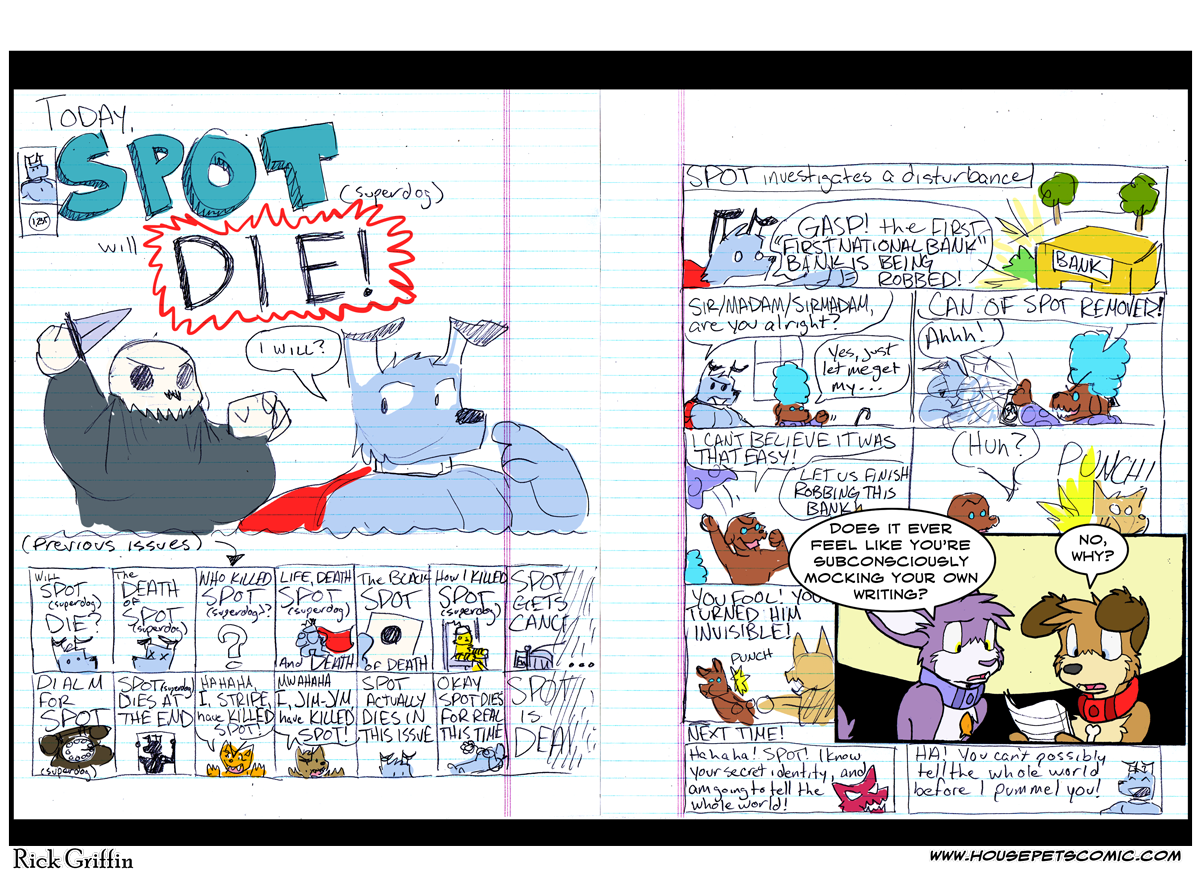 TODAY,
SPOT
(superdog)
will
DIE!
I WILL?
(Previous issues)
Will
SPOT
(superdog)
DIE?
The
DEATH
OF
SPOT
(superdog)
WHO KILLED
SPOT
(superdog)?
?
LIFE, DEATH
SPOT
(superdog)
And DEATH
The BLACK
SPOT
OF DEATH
How I KILLED
SPOT
(superdog)
SPOT
GETS
CANCE
...
DIAL M
FOR
SPOT
(superdog)
SPOT (superdog)
DIES AT
THE END
HAHAHA,
I, STRIPE,
have KILLED
SPOT!
MWAHAHA
I, JIM-JYM,
have KILLED
SPOT!
SPOT
ACTUALLY
DIES IN
THIS ISSUE
OKAY
SPOT DIES
FOR REAL
THIS TIME
SPOT
IS
DEA
SPOT investigates a disturbance
GASP! the FIRST
"FIRST NATIONAL BANK"
BANK IS BEING
ROBBED!
BANK
SIR/MADAM/SIRMADAM,
are you alright?
Yes, just
let me get
my...
CAN OF SPOT REMOVER!
Ahhh!
I CAN'T BELIEVE IT WAS
THAT EASY!
LET US FINISH
ROBBING THIS
BANK
(Huh?
PUNCH!
YOU FOOL! YOU
TURNED HIM
INVISIBLE!
PUNCH
DOES IT EVER
FEEL LIKE YOU'RE
SUBCONSCIOUSLY
MOCKING YOUR OWN
WRITING?
NO,
WHY?
NEXT TIME!
Hahaha! SPOT! I know
your secret identity, and
am going to tell the
whole world!
HA! You can't possibly
tell the whole world
before I pummel you!
Rick Griffin
WWW.HOUSEPETSCOMIC.COM